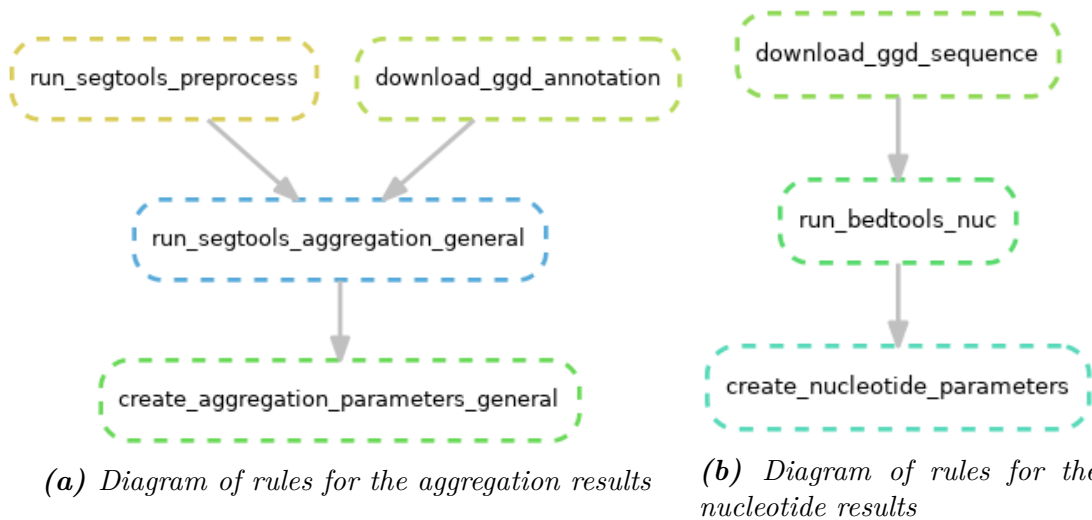 run_segtools_preprocess
download_ggd_annotation
run_segtools_aggregation_general
create_aggregation_parameters_general
(a) Diagram of rules for the aggregation results
download_ggd_sequence
run_bedtools_nuc
create_nucleotide_parameters
(b) Diagram of rules for the
nucleotide results